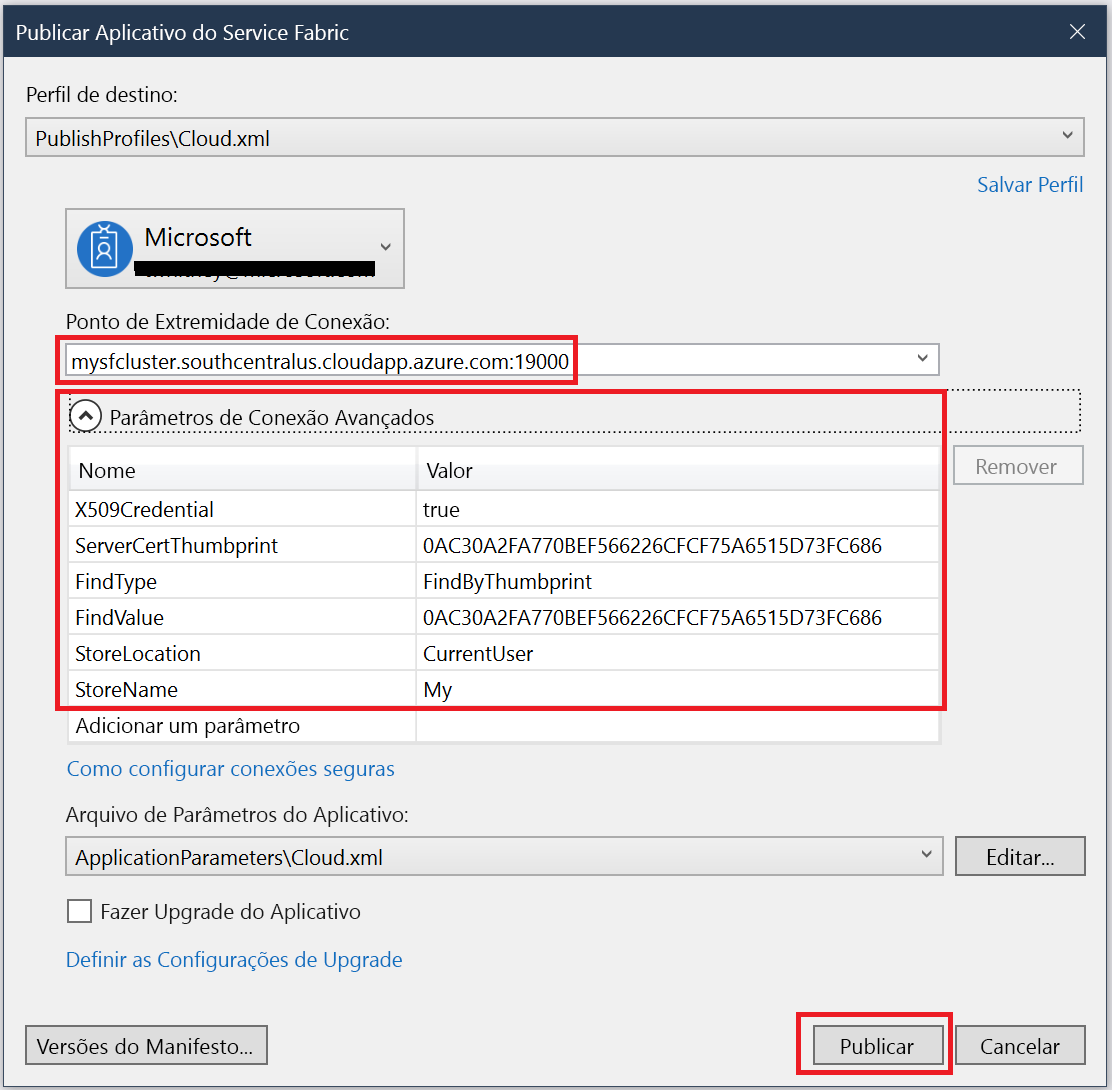 Publicar Aplicativo do Service Fabric
Perfil de destino:
PublishProfiles\Cloud.xml
Salvar Perfil
Microsoft
Ponto de Extremidade de Conexão:
mysfcluster.southcentralus.cloudapp.azure.com:19000
Parâmetros de Conexão Avançados
Nome Valor
Remover
X509Credential true
ServerCertThumbprint 0AC30A2FA770BEF566226CFCF75A6515D73FC686
FindType FindByThumbprint
FindValue 0AC30A2FA770BEF566226CFCF75A6515D73FC686
StoreLocation CurrentUser
StoreName My
Adicionar um parâmetro
Como configurar conexões seguras
Arquivo de Parâmetros do Aplicativo:
ApplicationParameters\Cloud.xml
Editar...
Fazer Upgrade do Aplicativo
Definir as Configurações de Upgrade
Versões do Manifesto... Publicar Cancelar